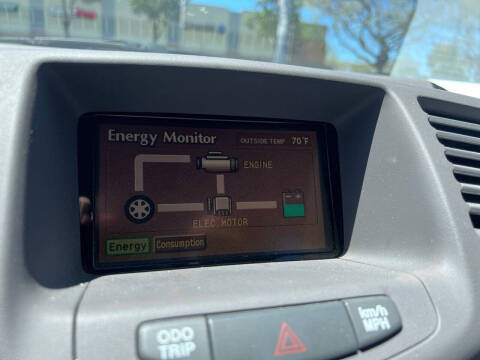 Energy Monitor OUTSIDE TEMP 70°F
ENGINE
ELEC MOTOR
Energy Consumption
ODO
TRIP
km/h
MPH